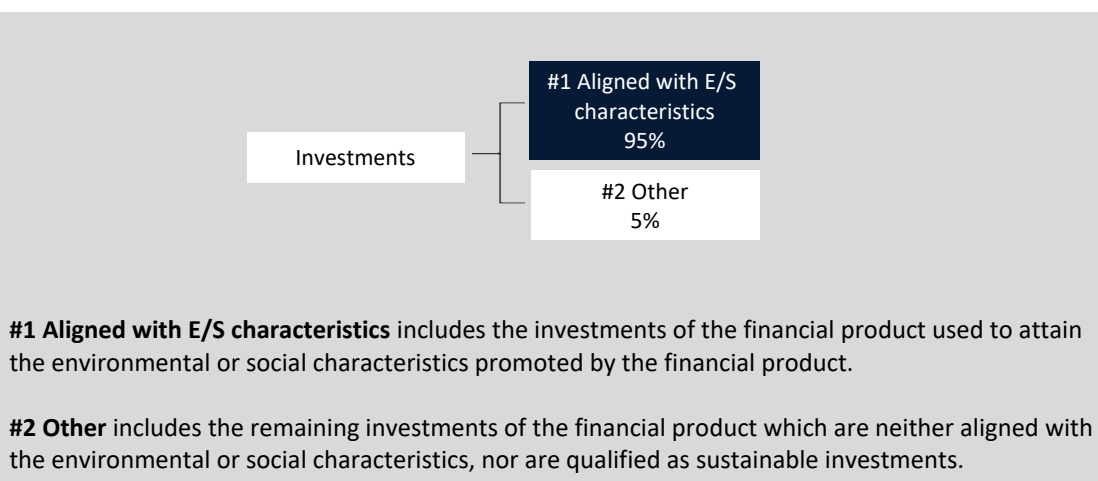 #1 Aligned with E/S
characteristics
95%
Investments
#2 Other
5%
#1 Aligned with E/S characteristics includes the investments of the financial product used to attain
the environmental or social characteristics promoted by the financial product.
#2 Other includes the remaining investments of the financial product which are neither aligned with
the environmental or social characteristics, nor are qualified as sustainable investments.